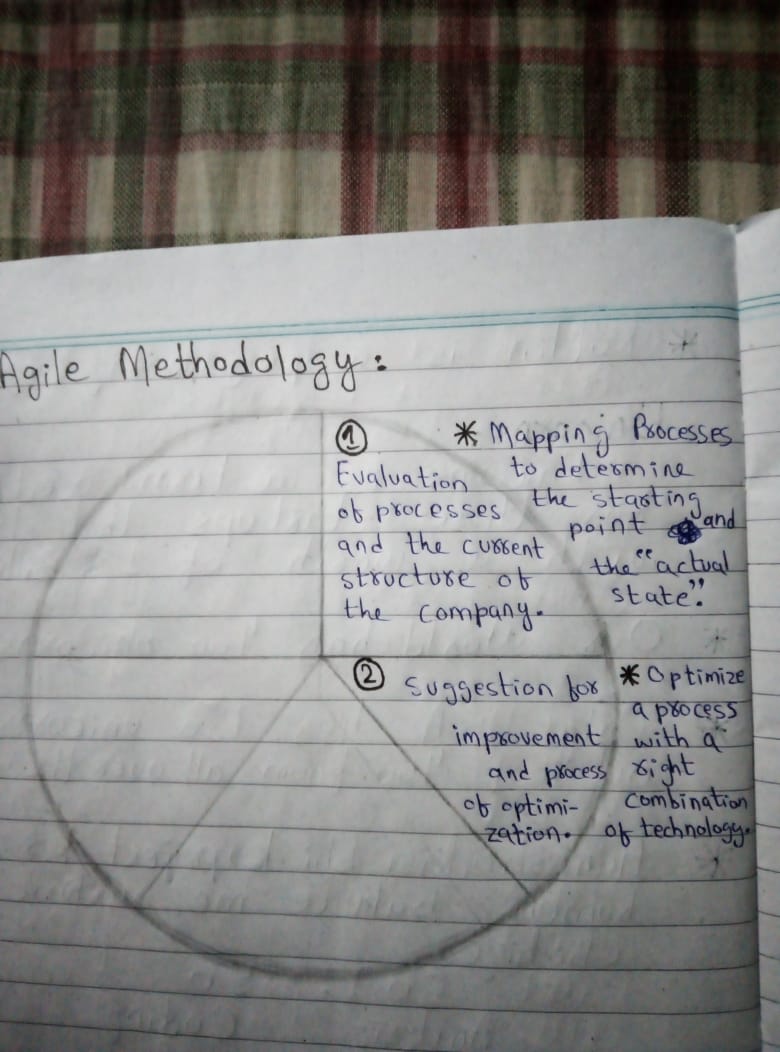 Agile Methodology:
①
Evaluation
of processes
and the current
structure of
the company.
* Mapping Processes
to determine
the starting
point and
the "actual
state".
②
Suggestion for
improvement
and process
of optimi-
zation.
* Optimize
a process
with a
right
combination
of technology.